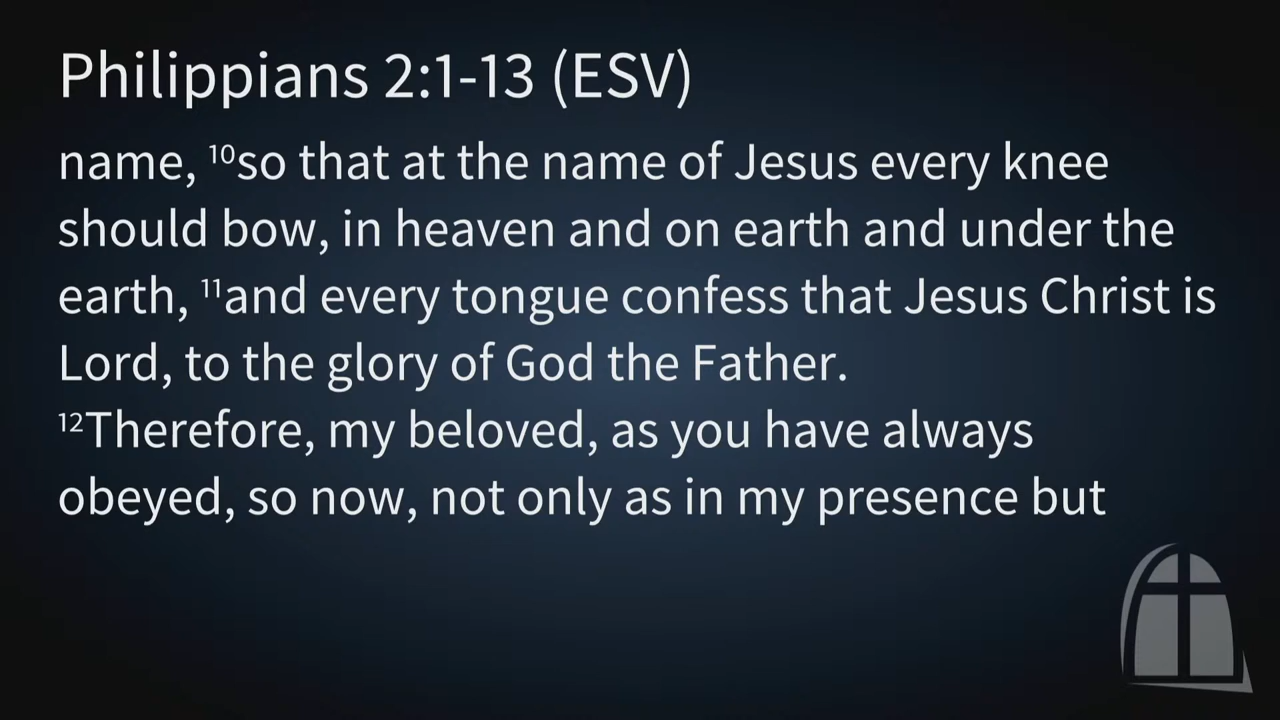 Philippians 2:1-13 (ESV)
name, ¹⁰so that at the name of Jesus every knee
should bow, in heaven and on earth and under the
earth, ¹¹and every tongue confess that Jesus Christ is
Lord, to the glory of God the Father.
¹²Therefore, my beloved, as you have always
obeyed, so now, not only as in my presence but